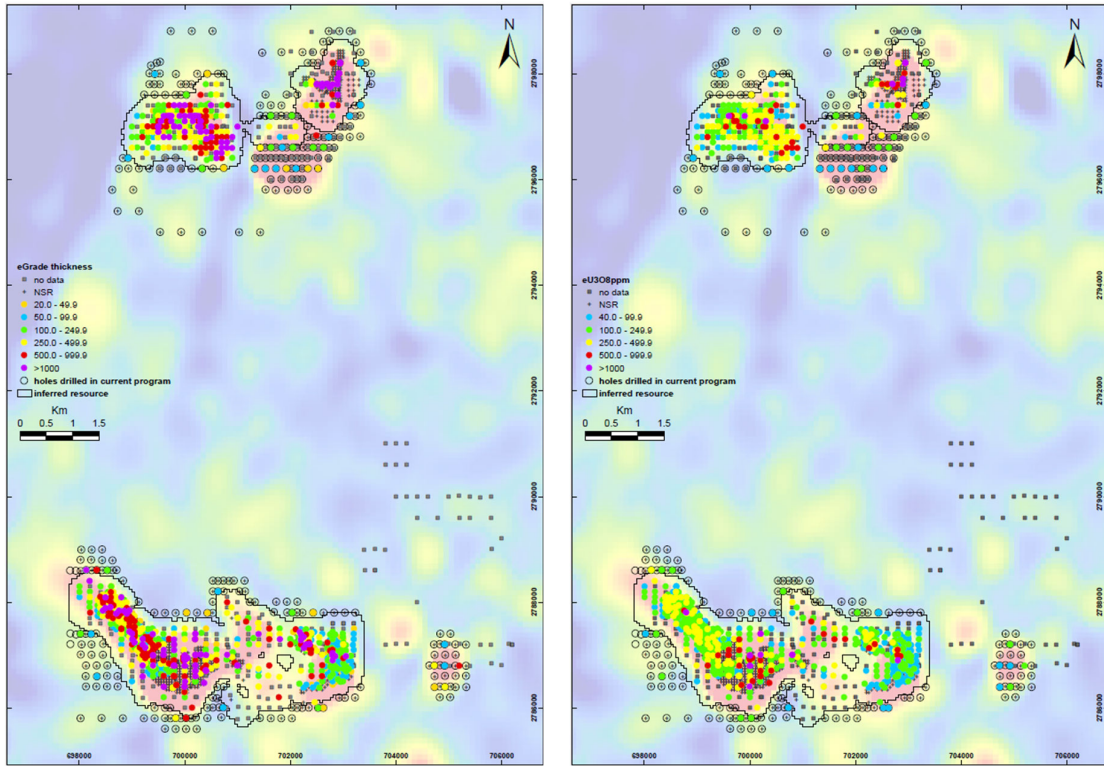 N
2798000
2796000
2794000
2792000
2790000
2788000
2786000
eGrade thickness
no data
NSR
20.0 - 49.9
50.0 - 99.9
100.0 - 249.9
250.0 - 499.9
500.0 - 999.9
>1000
holes drilled in current program
inferred resource
Km
0 0.5 1 1.5
698000 700000 702000 704000 706000
N
2798000
2796000
2794000
2792000
2790000
2788000
2786000
eU3O8ppm
no data
NSR
40.0 - 99.9
100.0 - 249.9
250.0 - 499.9
500.0 - 999.9
>1000
holes drilled in current program
inferred resource
Km
0 0.5 1 1.5
698000 700000 702000 704000 706000